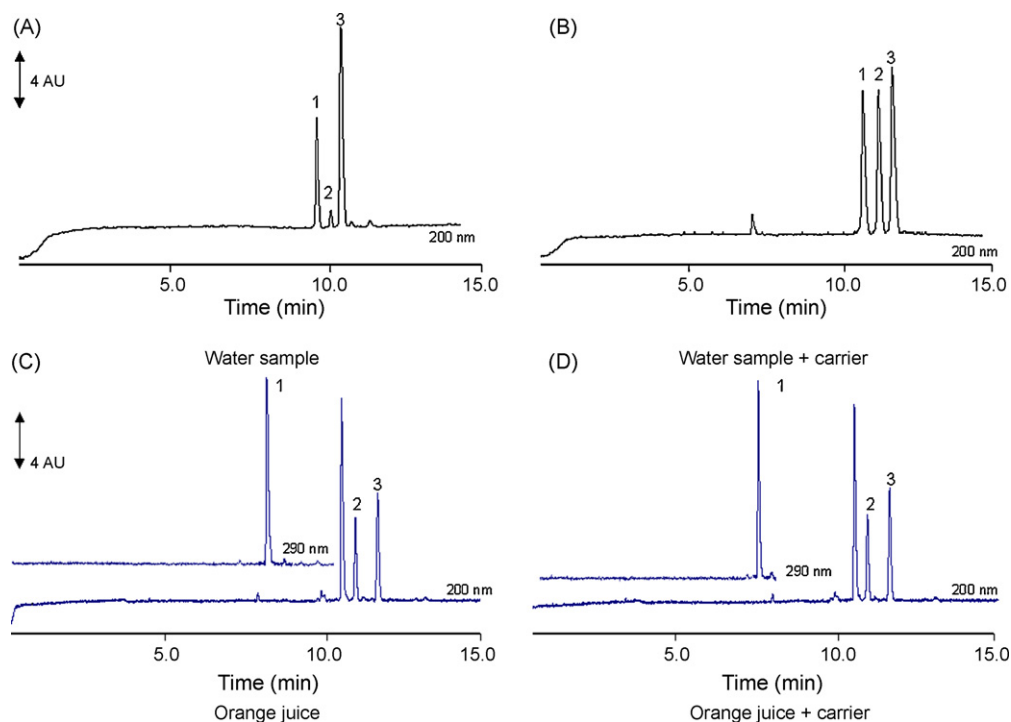 (A)
3
4 AU
1
2
200 nm
5.0
10.0
15.0
Time (min)
(B)
1
2
3
200 nm
5.0
10.0
15.0
Time (min)
(C)
Water sample
1
4 AU
2
3
290 nm
200 nm
5.0
10.0
15.0
Time (min)
Orange juice
(D)
Water sample + carrier
1
2
3
290 nm
200 nm
5.0
10.0
15.0
Time (min)
Orange juice + carrier